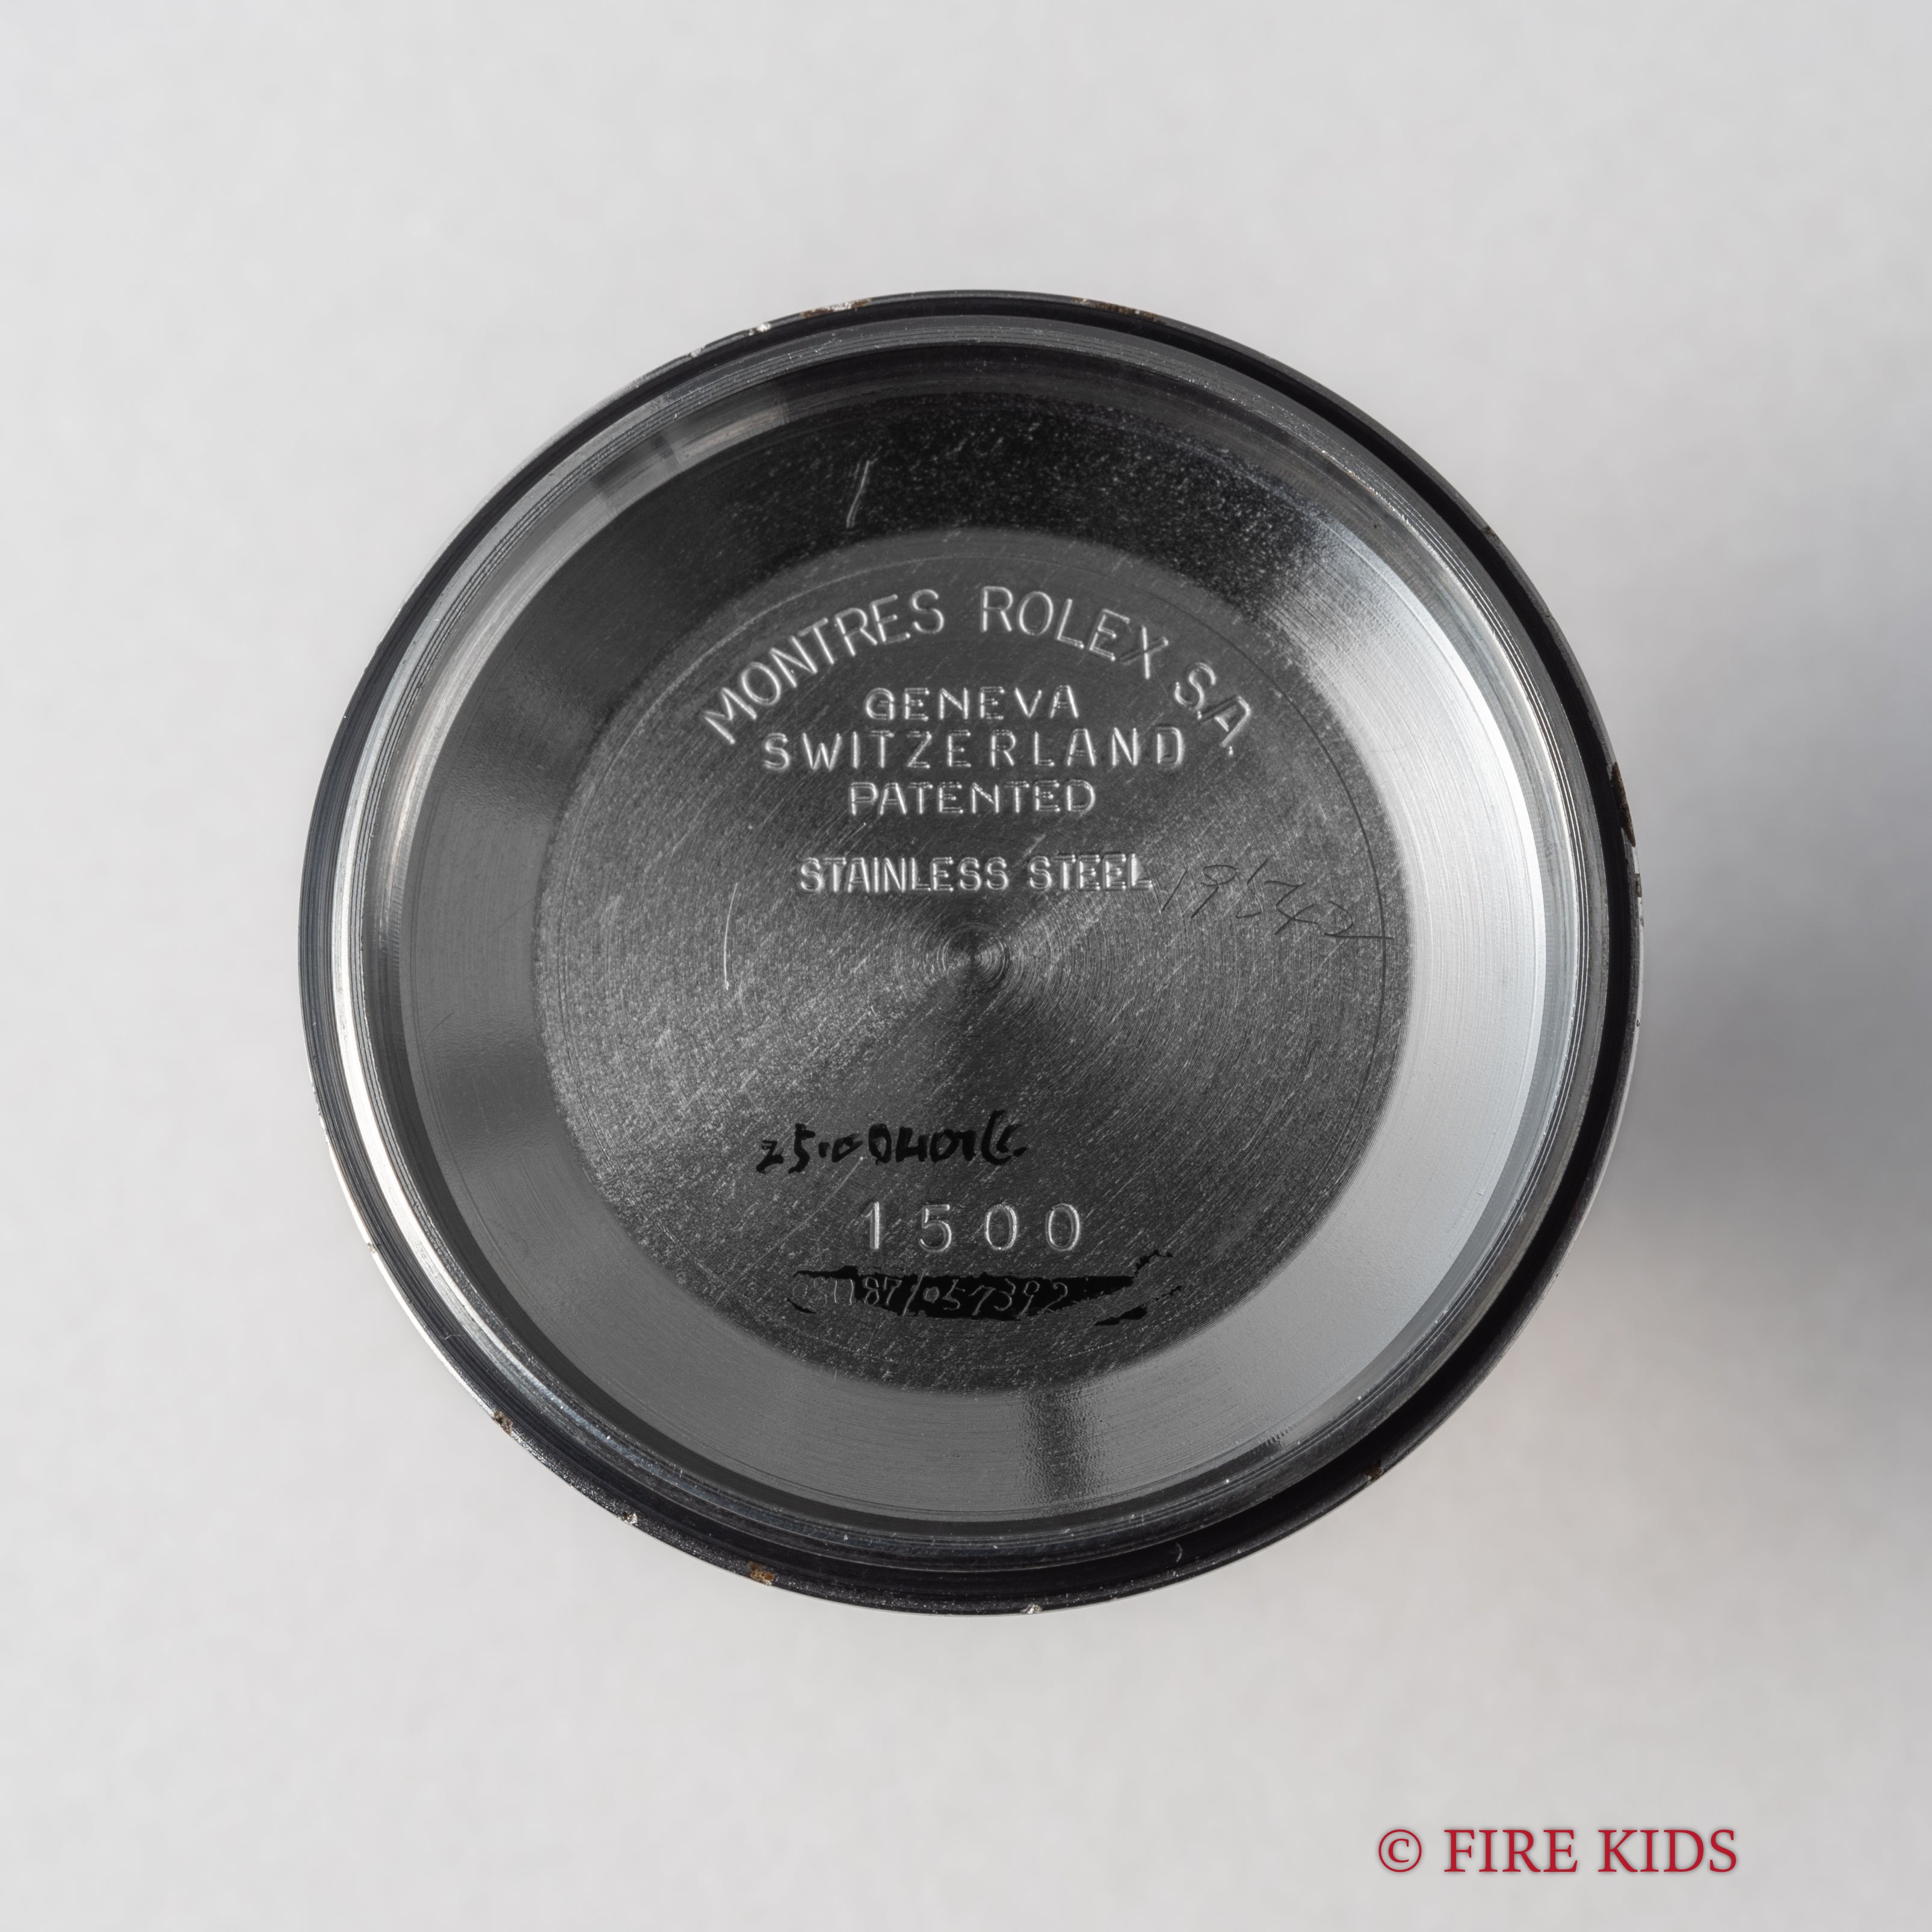 MONTRES ROLEX S.A.
GENEVA
SWITZERLAND
PATENTED
STAINLESS STEEL
1500
© FIRE KIDS